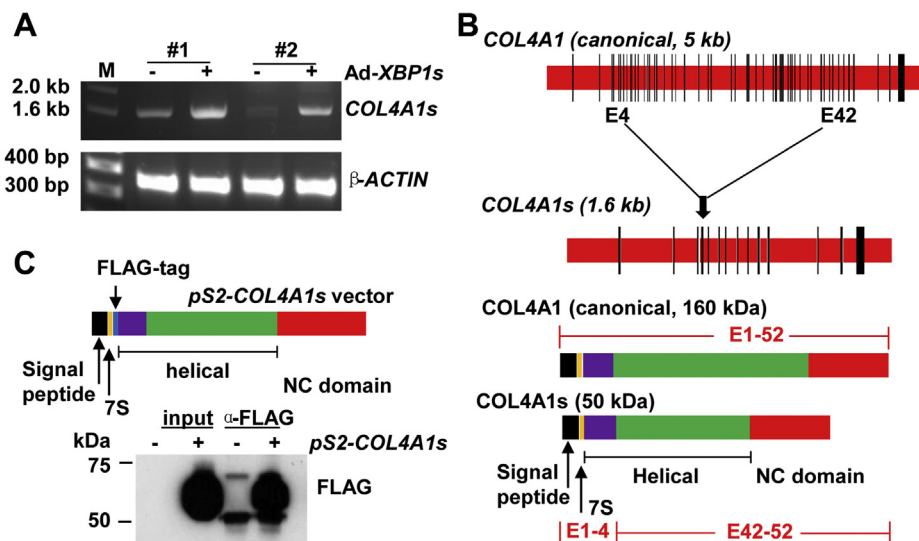 A
#1 #2
M - + - + Ad-XBP1s
2.0 kb
1.6 kb COL4A1s
400 bp
300 bp β-ACTIN
B
COL4A1 (canonical, 5 kb)
E4 E42
COL4A1s (1.6 kb)
COL4A1 (canonical, 160 kDa)
E1-52
COL4A1s (50 kDa)
Signal
peptide
7S
Helical
NC domain
E1-4 E42-52
C
FLAG-tag
pS2-COL4A1s vector
Signal
peptide
7S
helical
NC domain
input α-FLAG
kDa - + - + pS2-COL4A1s
75
FLAG
50